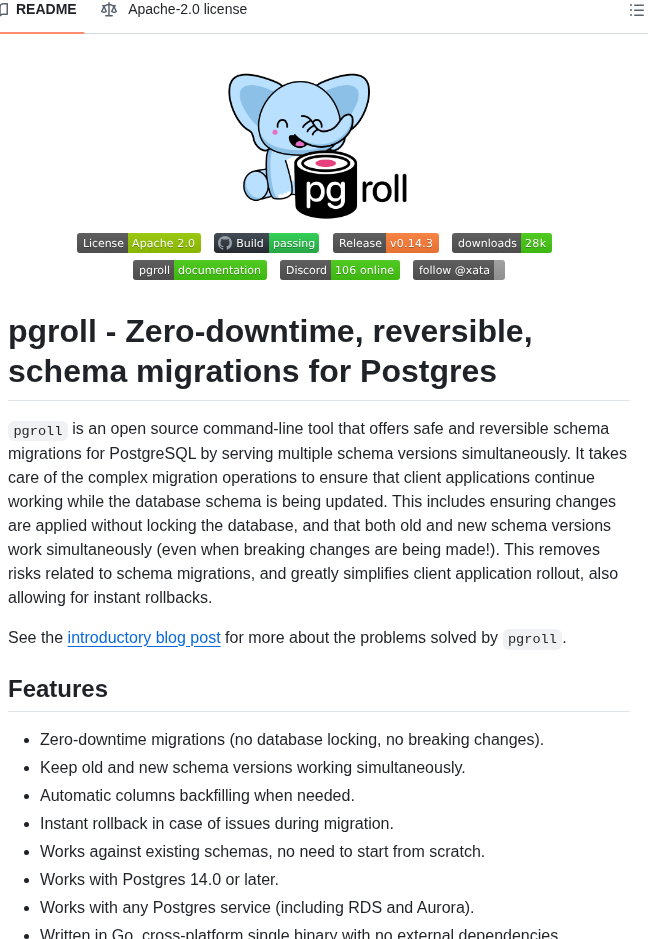 README Apache-2.0 license
pg roll
License Apache 2.0 Build passing Release v0.14.3 downloads 28k
pgroll documentation Discord 106 online follow @xata
pgroll - Zero-downtime, reversible,
schema migrations for Postgres
pgroll is an open source command-line tool that offers safe and reversible schema
migrations for PostgreSQL by serving multiple schema versions simultaneously. It takes
care of the complex migration operations to ensure that client applications continue
working while the database schema is being updated. This includes ensuring changes
are applied without locking the database, and that both old and new schema versions
work simultaneously (even when breaking changes are being made!). This removes
risks related to schema migrations, and greatly simplifies client application rollout, also
allowing for instant rollbacks.
See the introductory blog post for more about the problems solved by pgroll.
Features
• Zero-downtime migrations (no database locking, no breaking changes).
• Keep old and new schema versions working simultaneously.
• Automatic columns backfilling when needed.
• Instant rollback in case of issues during migration.
• Works against existing schemas, no need to start from scratch.
• Works with Postgres 14.0 or later.
• Works with any Postgres service (including RDS and Aurora).
• Written in Go, cross-platform single binary with no external dependencies.